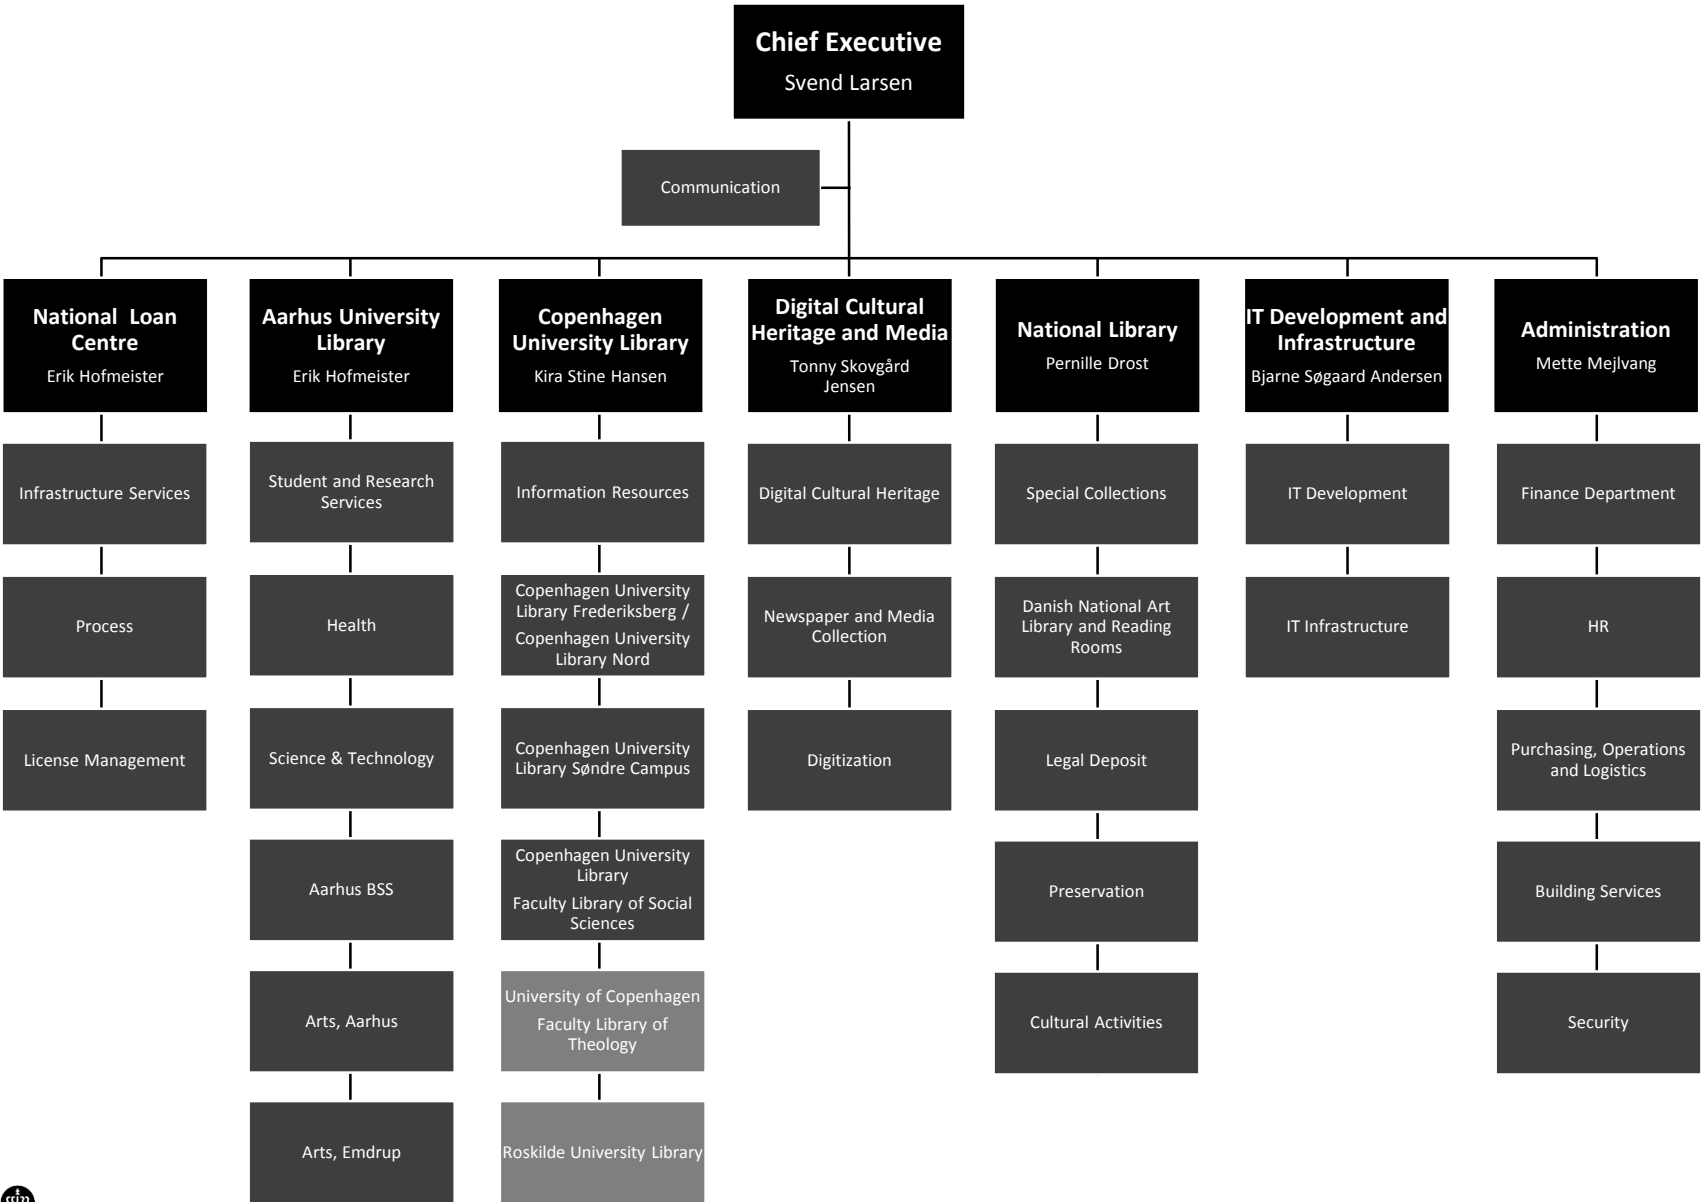 Chief Executive
Svend Larsen
Communication
National Loan
Centre
Erik Hofmeister
Infrastructure Services
Process
License Management
Aarhus University
Library
Erik Hofmeister
Student and Research
Services
Health
Science & Technology
Aarhus BSS
Arts, Aarhus
Arts, Emdrup
Copenhagen
University Library
Kira Stine Hansen
Information Resources
Copenhagen University
Library Frederiksberg /
Copenhagen University
Library Nord
Copenhagen University
Library Søndre Campus
Copenhagen University
Library
Faculty Library of Social
Sciences
University of Copenhagen
Faculty Library of
Theology
Roskilde University Library
Digital Cultural
Heritage and Media
Tonny Skovgård
Jensen
Digital Cultural Heritage
Newspaper and Media
Collection
Digitization
National Library
Pernille Drost
Special Collections
Danish National Art
Library and Reading
Rooms
Legal Deposit
Preservation
Cultural Activities
IT Development and
Infrastructure
Bjarne Søgaard Andersen
IT Development
IT Infrastructure
Administration
Mette Mejlvang
Finance Department
HR
Purchasing, Operations
and Logistics
Building Services
Security